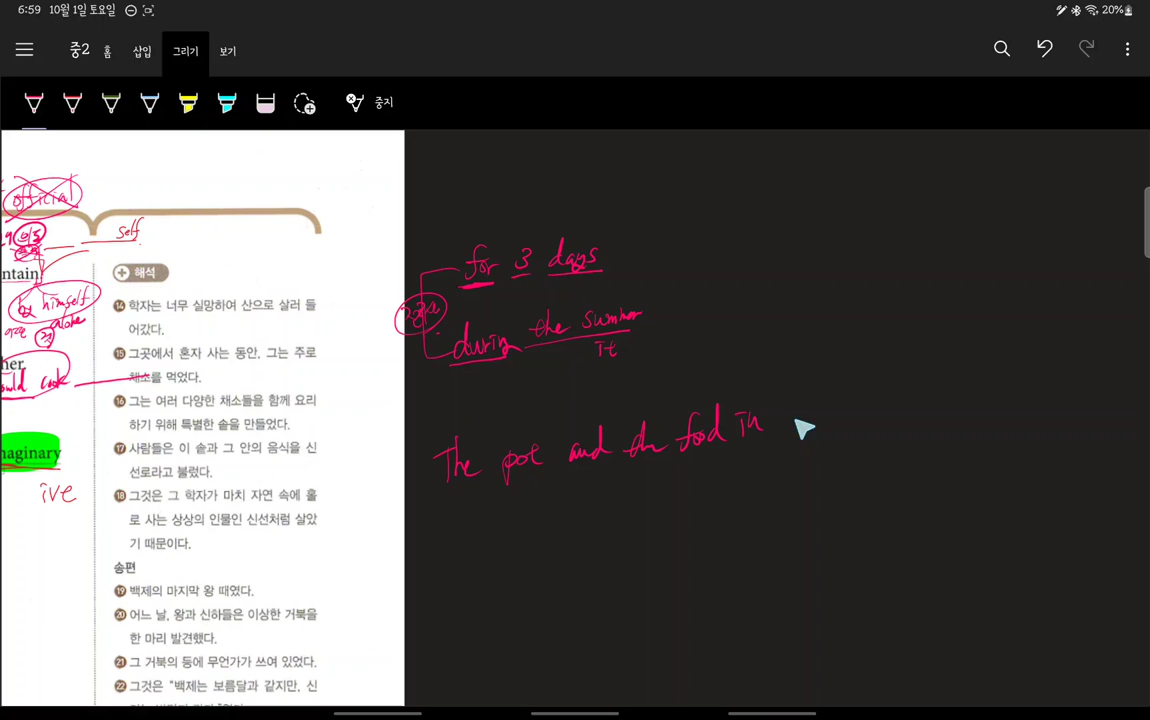 6:59 10월 1일 토요일 20%
중2 홈 삽입 그리기 보기
중지
official
self
ntain.
by himself
alone
her.
ould cook
maginary
ive
해석
14 학자는 너무 실망하여 산으로 살러 들
어갔다.
15 그곳에서 혼자 사는 동안, 그는 주로
채소를 먹었다.
16 그는 여러 다양한 채소들을 함께 요리
하기 위해 특별한 솥을 만들었다.
17 사람들은 이 솥과 그 안의 음식을 신
선로라고 불렀다.
18 그것은 그 학자가 마치 자연 속에 홀
로 사는 상상의 인물인 신선처럼 살았
기 때문이다.
송편
19 백제의 마지막 왕 때였다.
20 어느 날, 왕과 신하들은 이상한 거북을
한 마리 발견했다.
21 그 거북의 등에 무언가가 쓰여 있었다.
22 그것은 "백제는 보름달과 같지만, 신
for 3 days
during the summer
it
The pot and the food in